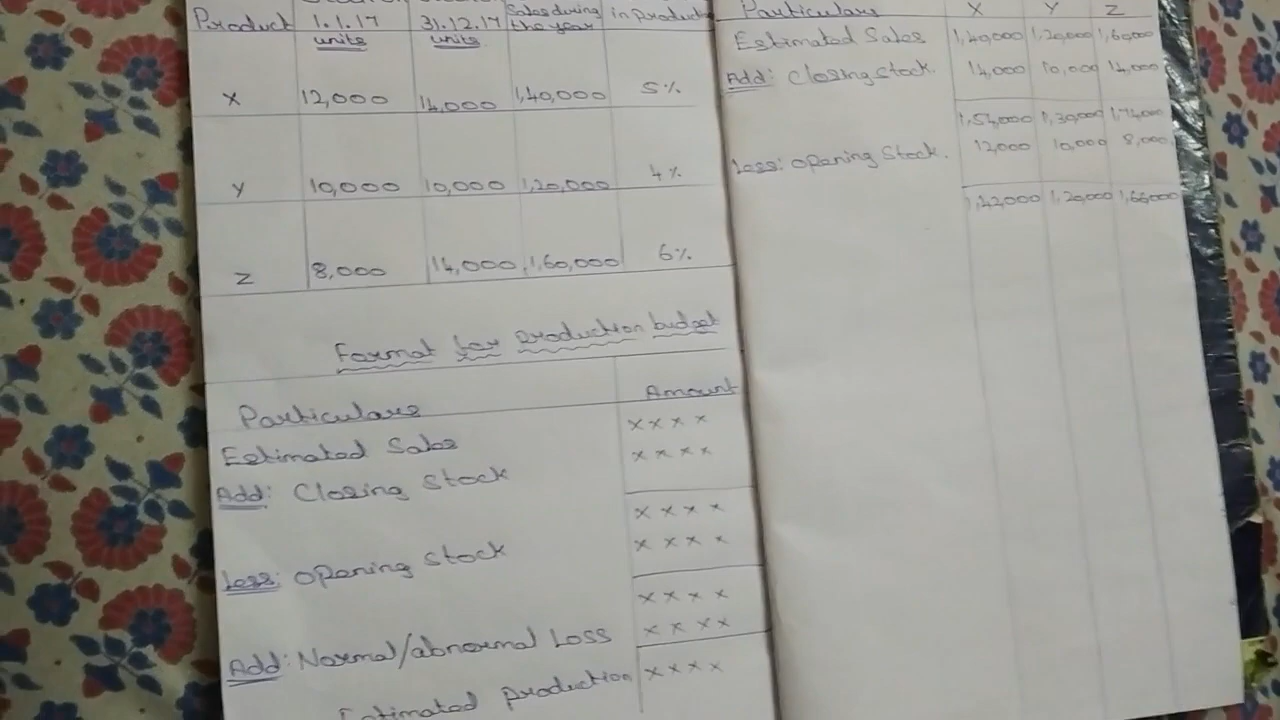 Product 1.1.17 31.12.17 Sales during in product
units units the year
X 12,000 14,000 1,40,000 5%
Y 10,000 10,000 1,20,000 4%
Z 8,000 14,000 1,60,000 6%
Format for production budget
Particulars Amount
Estimated Sales xxxx
Add: Closing Stock xxxx
xxxx
Less: Opening Stock xxxx
xxxx
Add: Normal/abnormal Loss xxxx
Estimated production xxxx
Particulars X Y Z
Estimated Sales 1,40,000 1,20,000 1,60,000
Add: Closing Stock. 14,000 10,000 14,000
1,54,000 1,30,000 1,74,000
Less: Opening Stock. 12,000 10,000 8,000
1,42,000 1,20,000 1,66,000